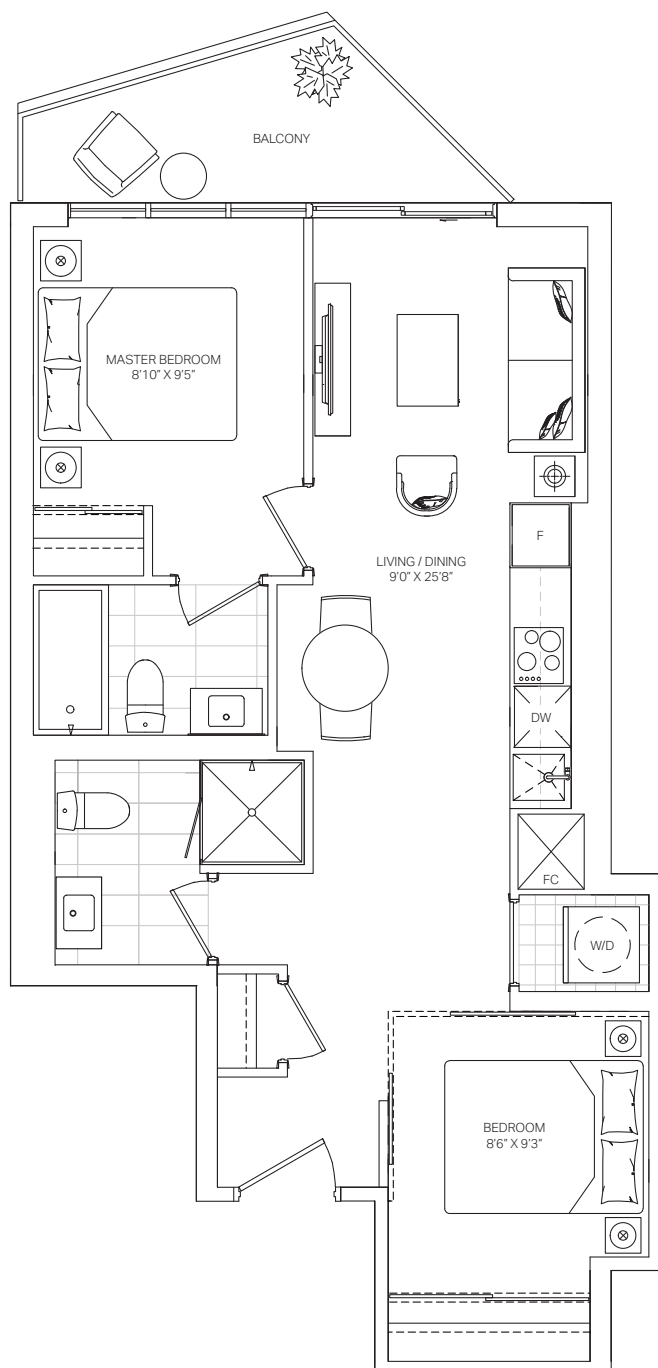 BALCONY
MASTER BEDROOM
8'10" X 9'5"
F
LIVING / DINING
9'0" X 25'8"
DW
FC
W/D
BEDROOM
8'6" X 9'3"